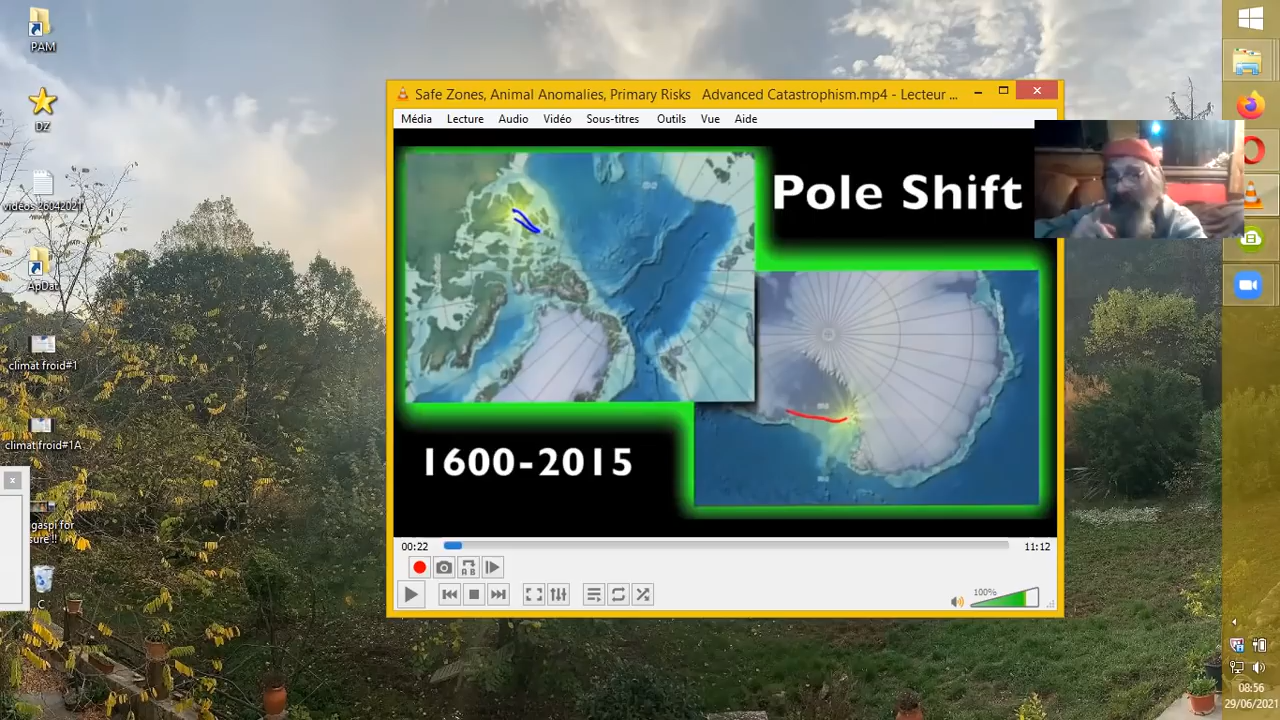 PAM
DZ
videos 26042021
ApDat
climat froid#1
climat froid#1A
gaspi for
sure !!
C
Safe Zones, Animal Anomalies, Primary Risks Advanced Catastrophism.mp4 - Lecteur ...
Média Lecture Audio Vidéo Sous-titres Outils Vue Aide
Pole Shift
1600-2015
00:22 11:12
100%
08:56
29/06/2021